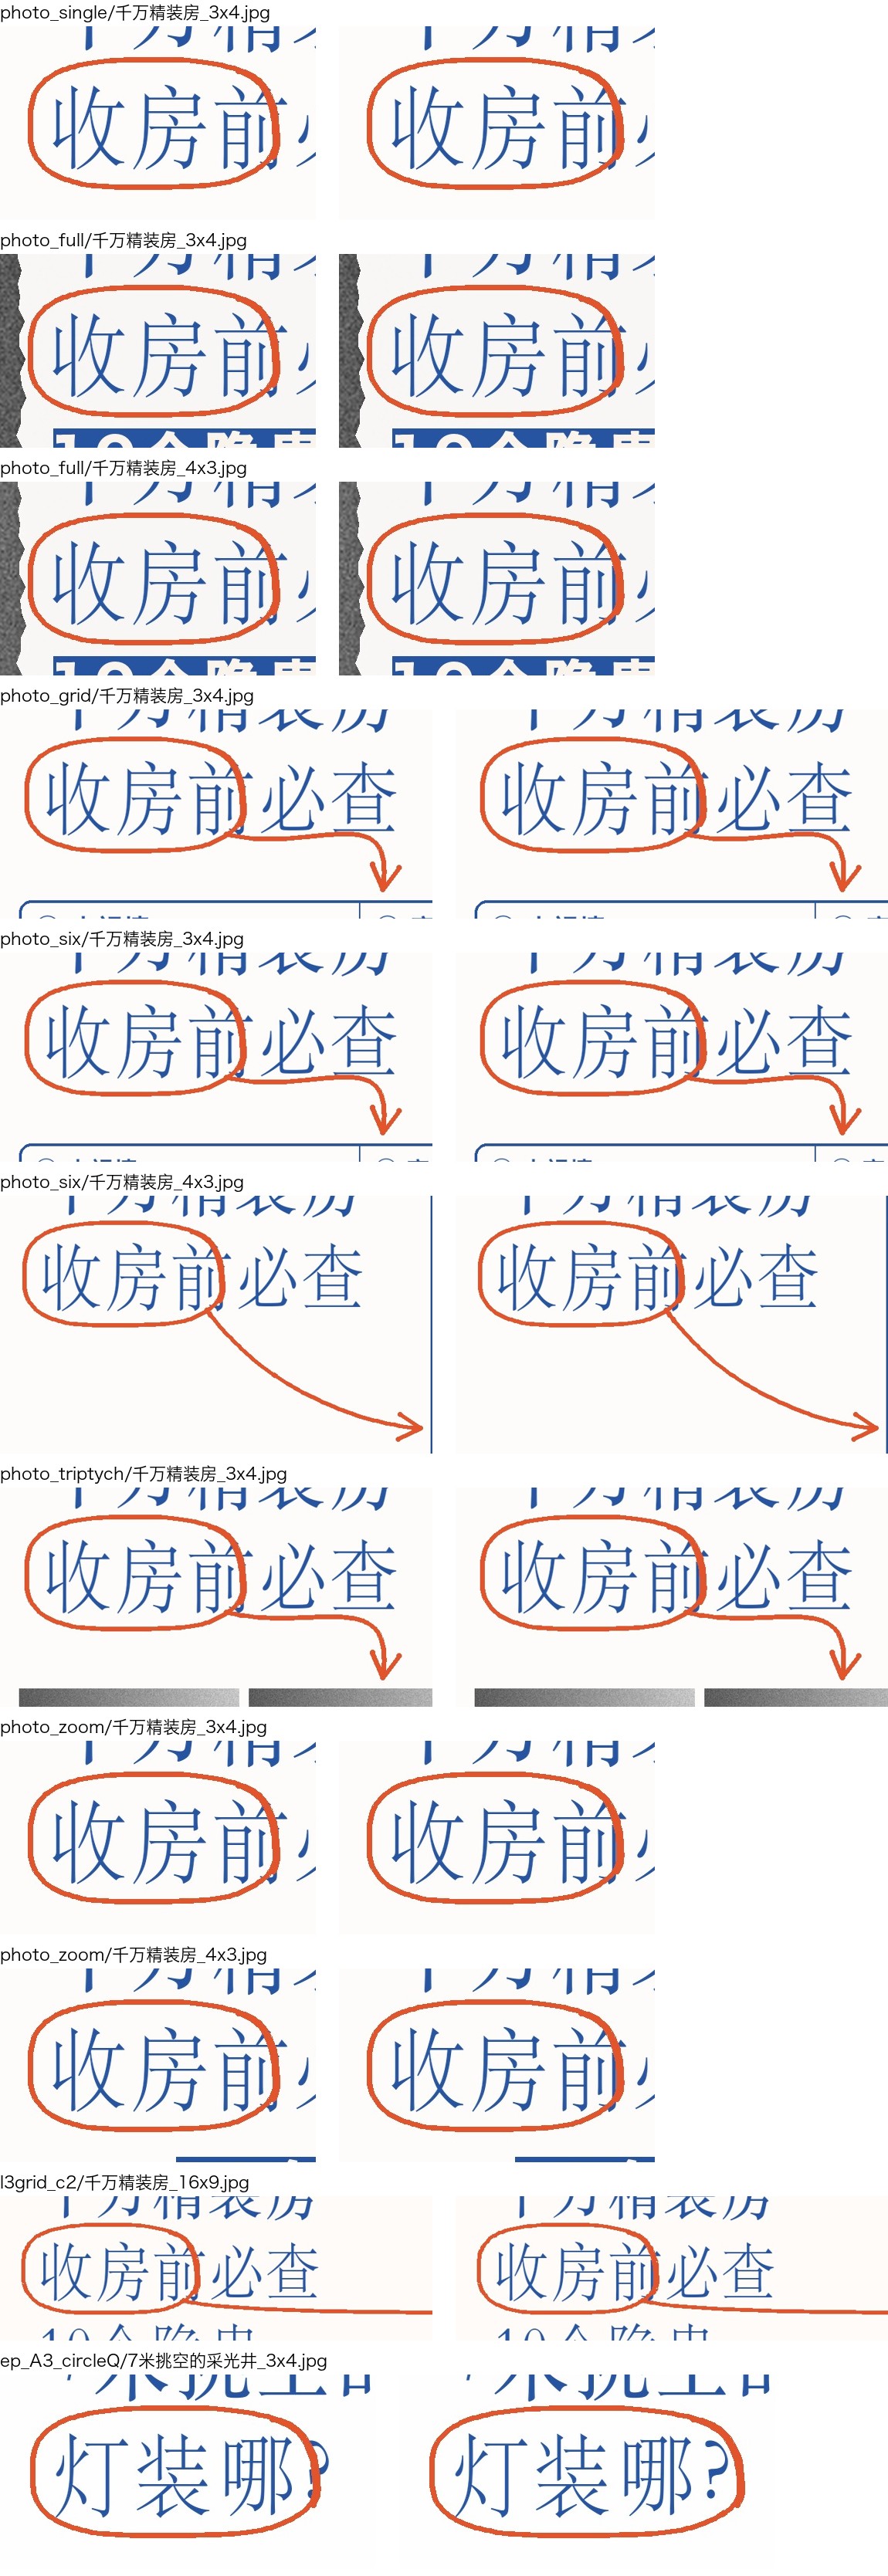 photo_single/千万精装房_3x4.jpg
收房前 收房前
photo_full/千万精装房_3x4.jpg
收房前 收房前
photo_full/千万精装房_4x3.jpg
收房前 收房前
photo_grid/千万精装房_3x4.jpg
收房前必查 收房前必查
photo_six/千万精装房_3x4.jpg
收房前必查 收房前必查
photo_six/千万精装房_4x3.jpg
收房前必查 收房前必查
photo_triptych/千万精装房_3x4.jpg
收房前必查 收房前必查
photo_zoom/千万精装房_3x4.jpg
收房前 收房前
photo_zoom/千万精装房_4x3.jpg
收房前 收房前
l3grid_c2/千万精装房_16x9.jpg
收房前必查 收房前必查
ep_A3_circleQ/7米挑空的采光井_3x4.jpg
灯装哪? 灯装哪?